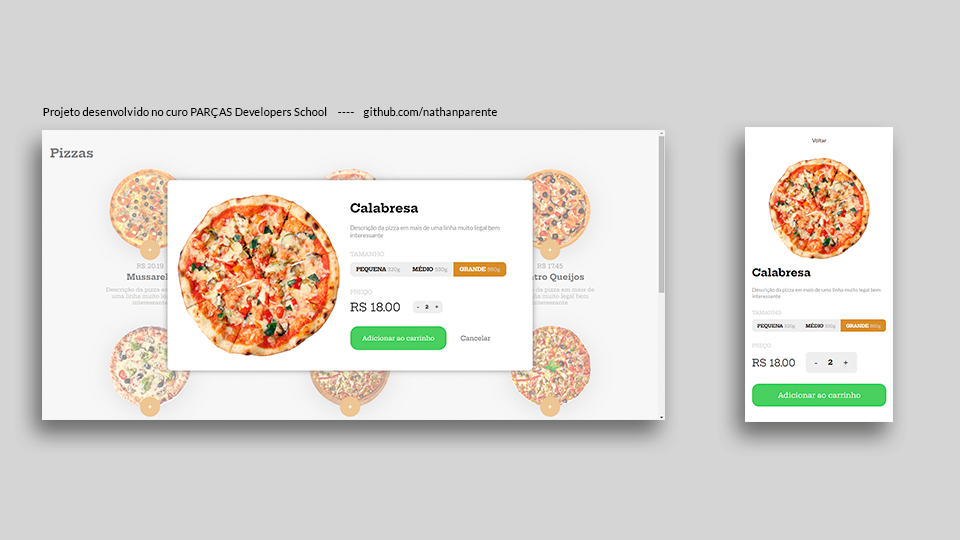 Projeto desenvolvido no curo PARÇAS Developers School ---- github.com/nathanparente
Pizzas
Calabresa
Descrição da pizza em mais de uma linha muito legal bem
interessante
TAMANHO
PEQUENA 320g MÉDIO 530g GRANDE 860g
PREÇO
R$ 18.00 - 2 +
Adicionar ao carrinho Cancelar
R$ 20.19
Mussarel
Descrição da pizza em
uma linha muito le
interessante
+
R$ 17.45
tro Queijos
da pizza em mais de
muito legal bem
interessante
+
+
+
+
Voltar
Calabresa
Descrição da pizza em mais de uma linha muito legal bem
interessante
TAMANHO
PEQUENA 320g MÉDIO 530g GRANDE 860g
PREÇO
R$ 18.00 - 2 +
Adicionar ao carrinho